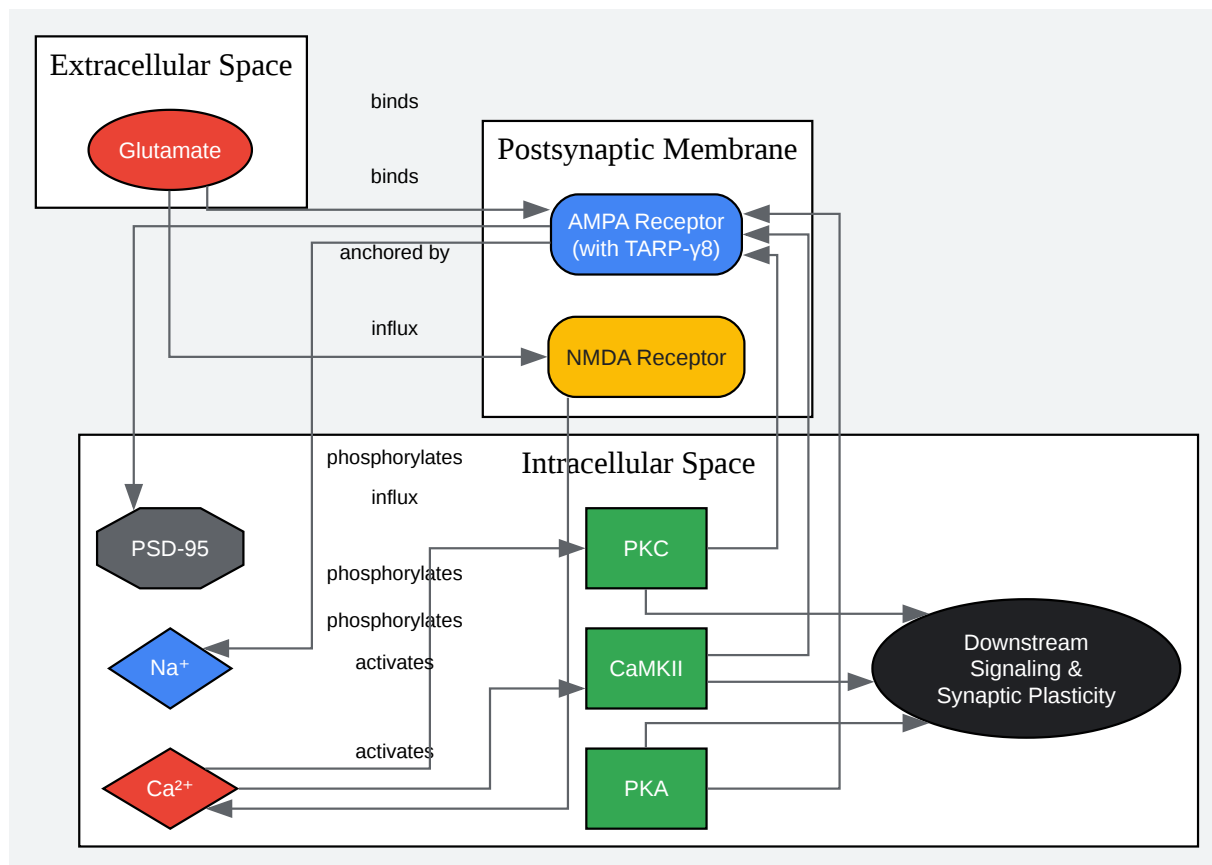 Extracellular Space
Glutamate
binds
binds
Postsynaptic Membrane
AMPA Receptor
(with TARP-γ8)
anchored by
influx
NMDA Receptor
Intracellular Space
phosphorylates
influx
PSD-95
PKC
phosphorylates
phosphorylates
activates
Na⁺
CaMKII
Downstream
Signaling &
Synaptic Plasticity
activates
Ca²⁺
PKA